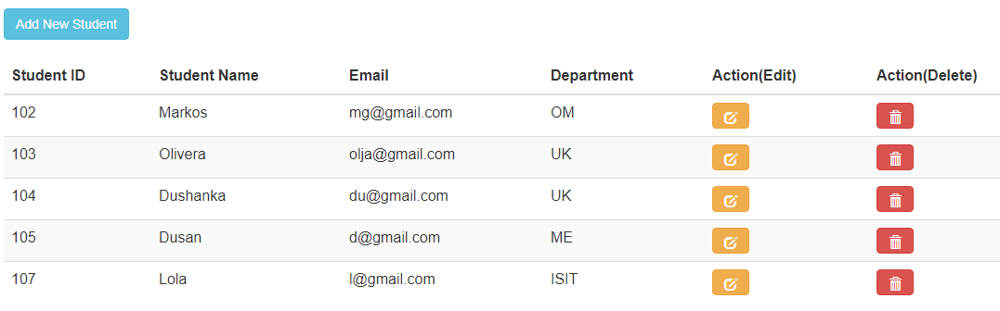 Add New Student
Student ID Student Name Email Department Action(Edit) Action(Delete)
102 Markos mg@gmail.com OM
103 Olivera olja@gmail.com UK
104 Dushanka du@gmail.com UK
105 Dusan d@gmail.com ME
107 Lola l@gmail.com ISIT